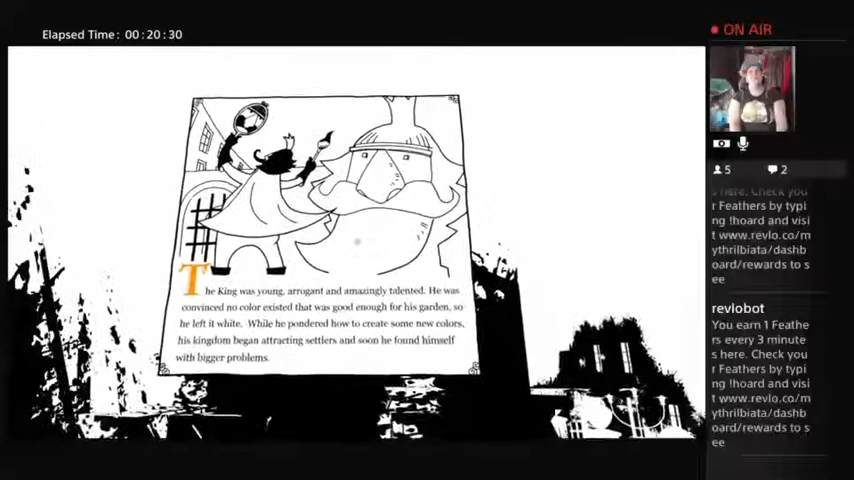 Elapsed Time: 00:20:30
ON AIR
5
2
The King was young, arrogant and amazingly talented. He was
convinced no color existed that was good enough for his garden, so
he left it white. While he pondered how to create some new colors,
his kingdom began attracting settlers and soon he found himself
with bigger problems.
s here. Check you
r Feathers by typi
ng !hoard and visi
t www.revlo.co/m
ythrilbiata/dashb
oard/rewards to s
ee
revlobot
You earn 1 Feathe
rs every 3 minute
s here. Check you
r Feathers by typi
ng !hoard and visi
t www.revlo.co/m
ythrilbiata/dashb
oard/rewards to s
ee